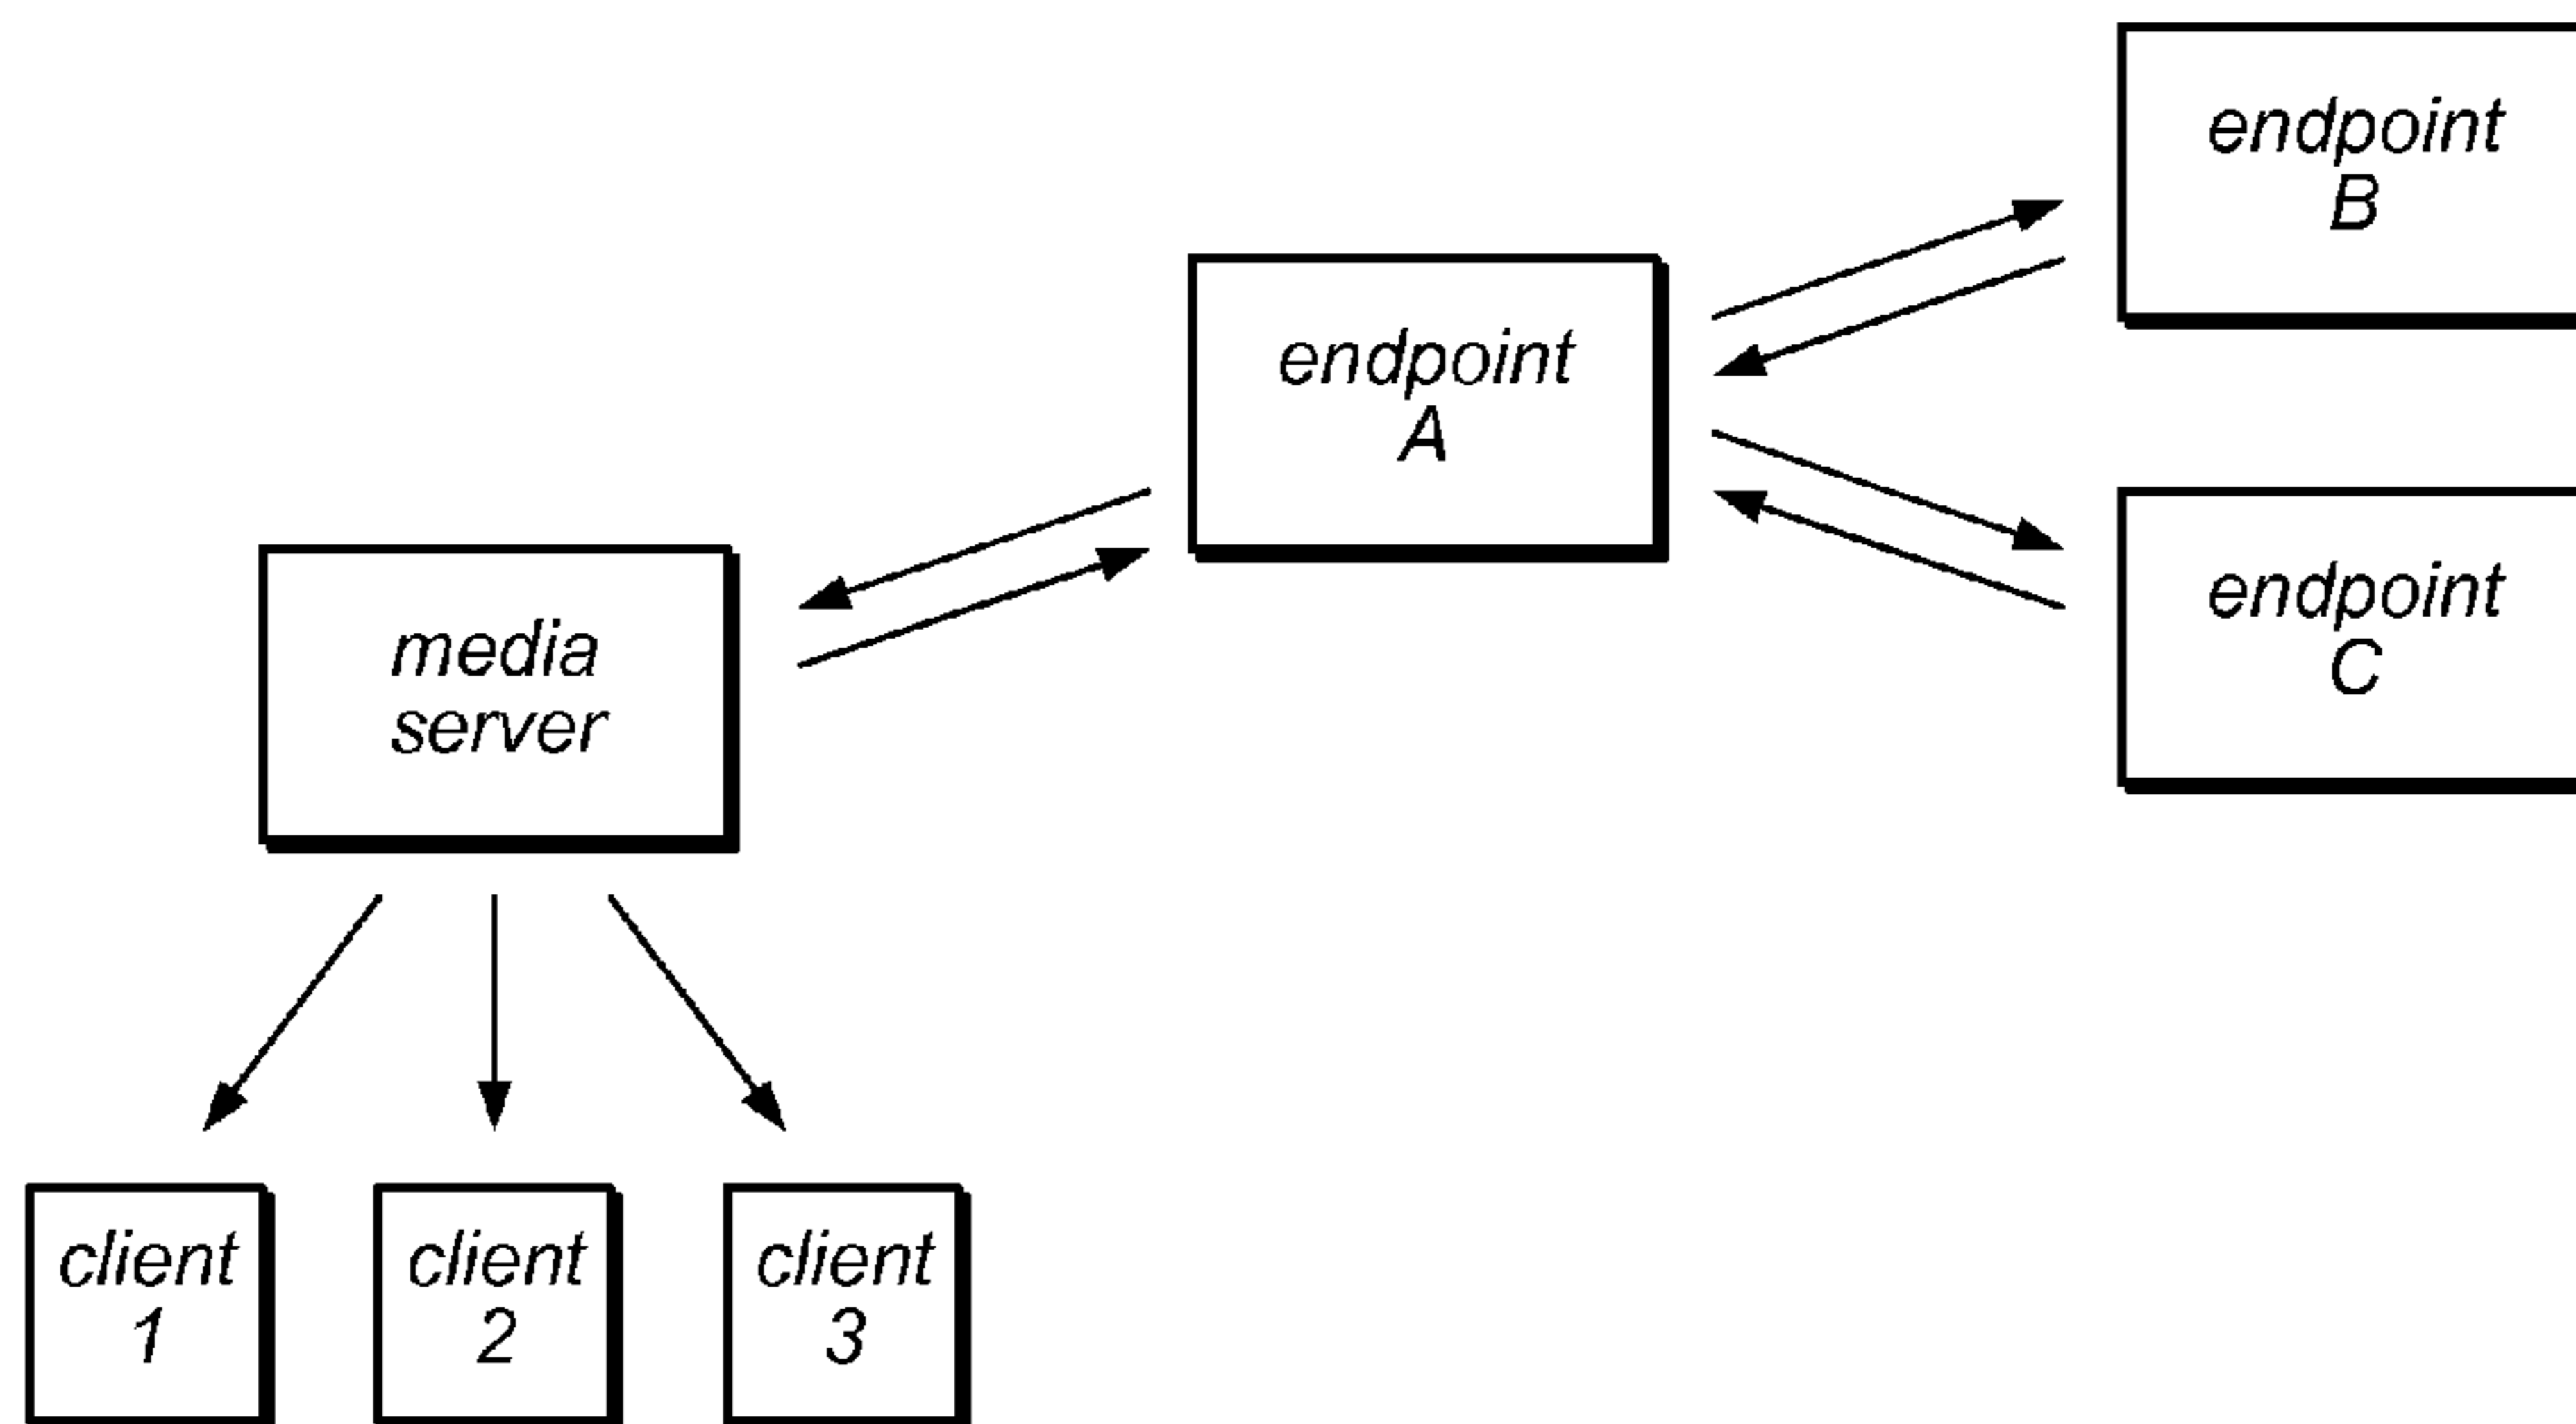 endpoint
B
endpoint
A
endpoint
C
media
server
client
1
client
2
client
3